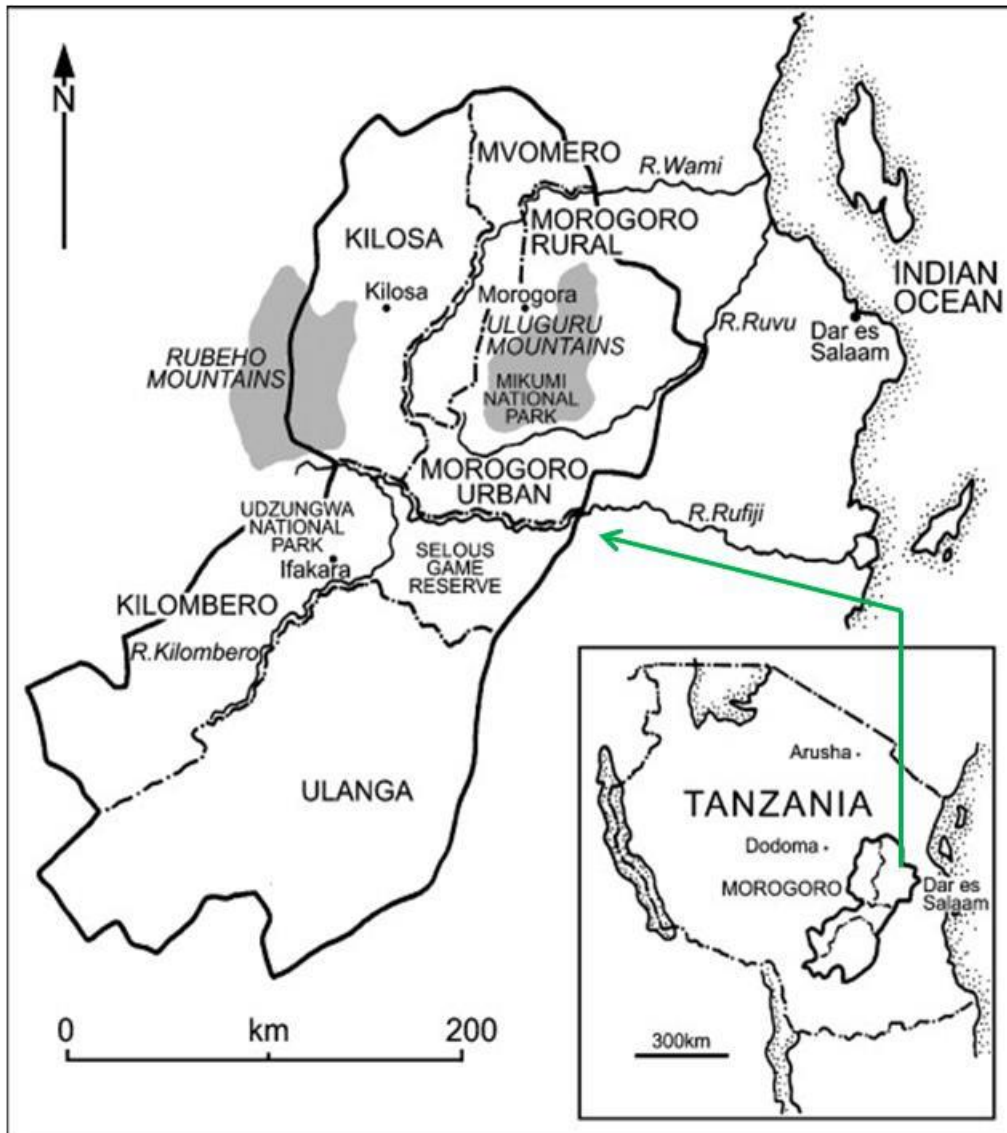 N
MVOMERO
R.Wami
MOROGORO
RURAL
KILOSA
INDIAN
OCEAN
Kilosa
Morogora
ULUGURU
MOUNTAINS
R.Ruvu
Dar es
Salaam
RUBEHO
MOUNTAINS
MIKUMI
NATIONAL
PARK
MOROGORO
URBAN
UDZUNGWA
NATIONAL
PARK
R.Rufiji
SELOUS
GAME
RESERVE
Ifakara
KILOMBERO
R.Kilombero
ULANGA
0 km 200
Arusha
TANZANIA
Dodoma
MOROGORO
Dar es
Salaam
300km